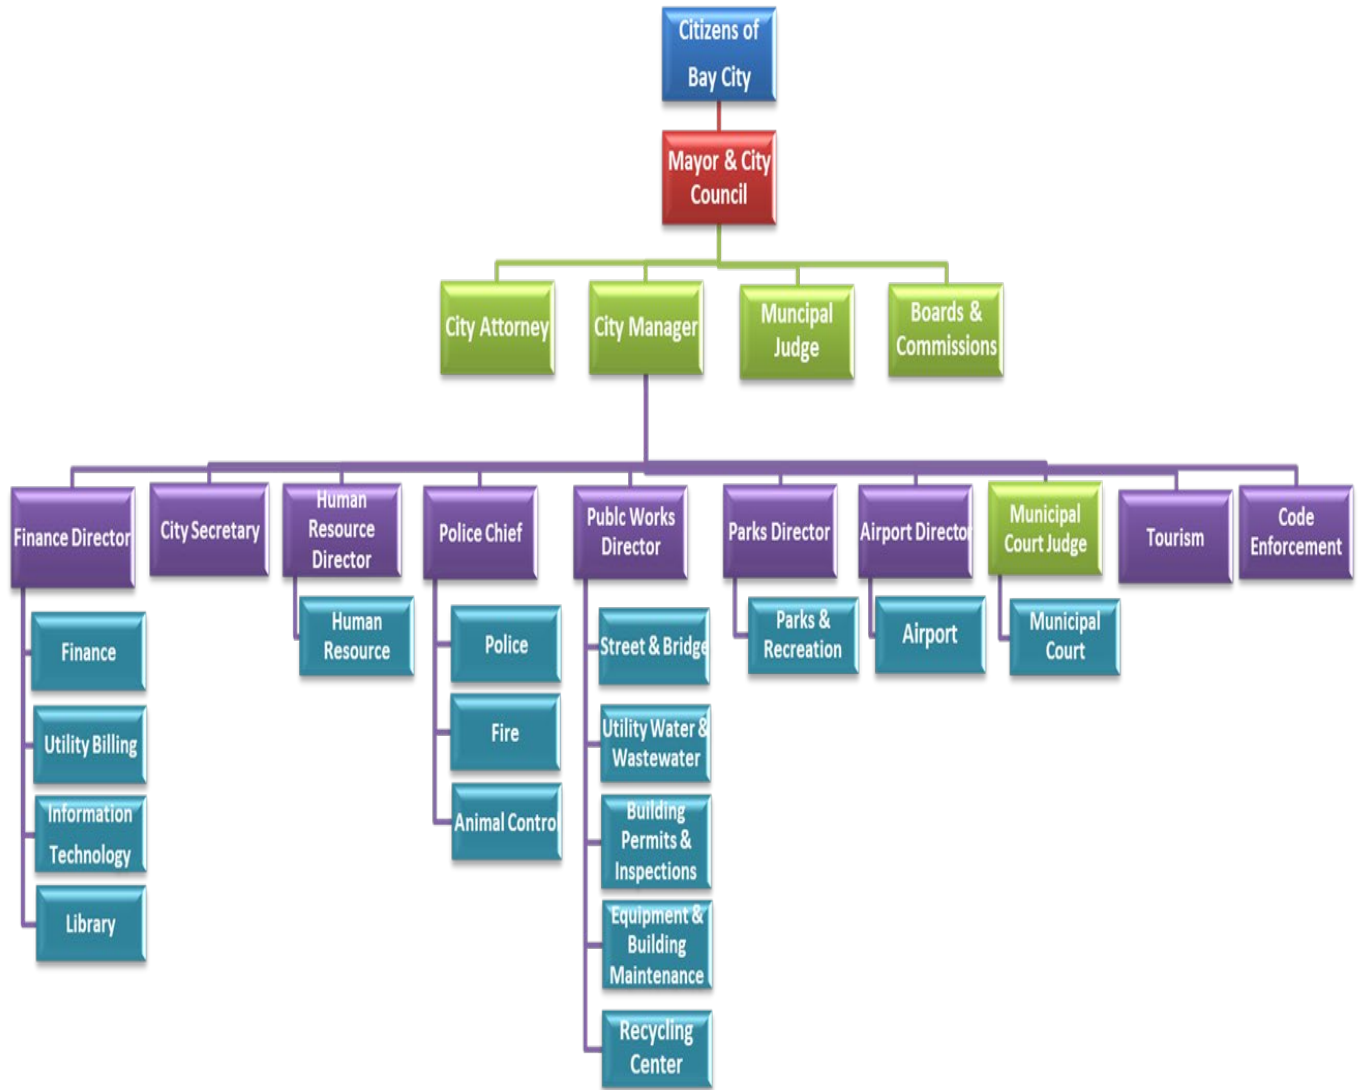 Citizens of
Bay City
Mayor & City
Council
City Attorney
City Manager
Muncipal
Judge
Boards &
Commissions
Finance Director
City Secretary
Human
Resource
Director
Police Chief
Publc Works
Director
Parks Director
Airport Director
Municipal
Court Judge
Tourism
Code
Enforcement
Finance
Utility Billing
Information
Technology
Library
Human
Resource
Police
Fire
Animal Control
Street & Bridge
Utility Water &
Wastewater
Building
Permits &
Inspections
Equipment &
Building
Maintenance
Recycling
Center
Parks &
Recreation
Airport
Municipal
Court